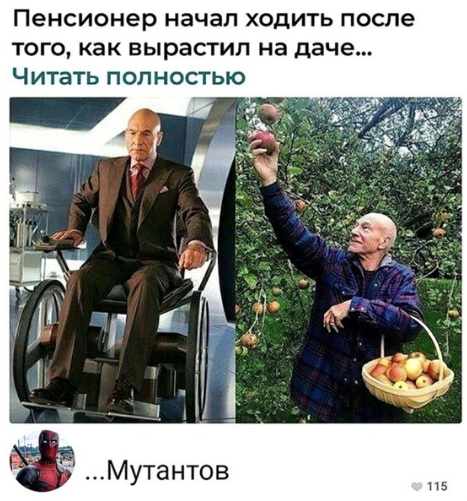 Пенсионер начал ходить после
того, как вырастил на даче...
Читать полностью
...Мутантов
115